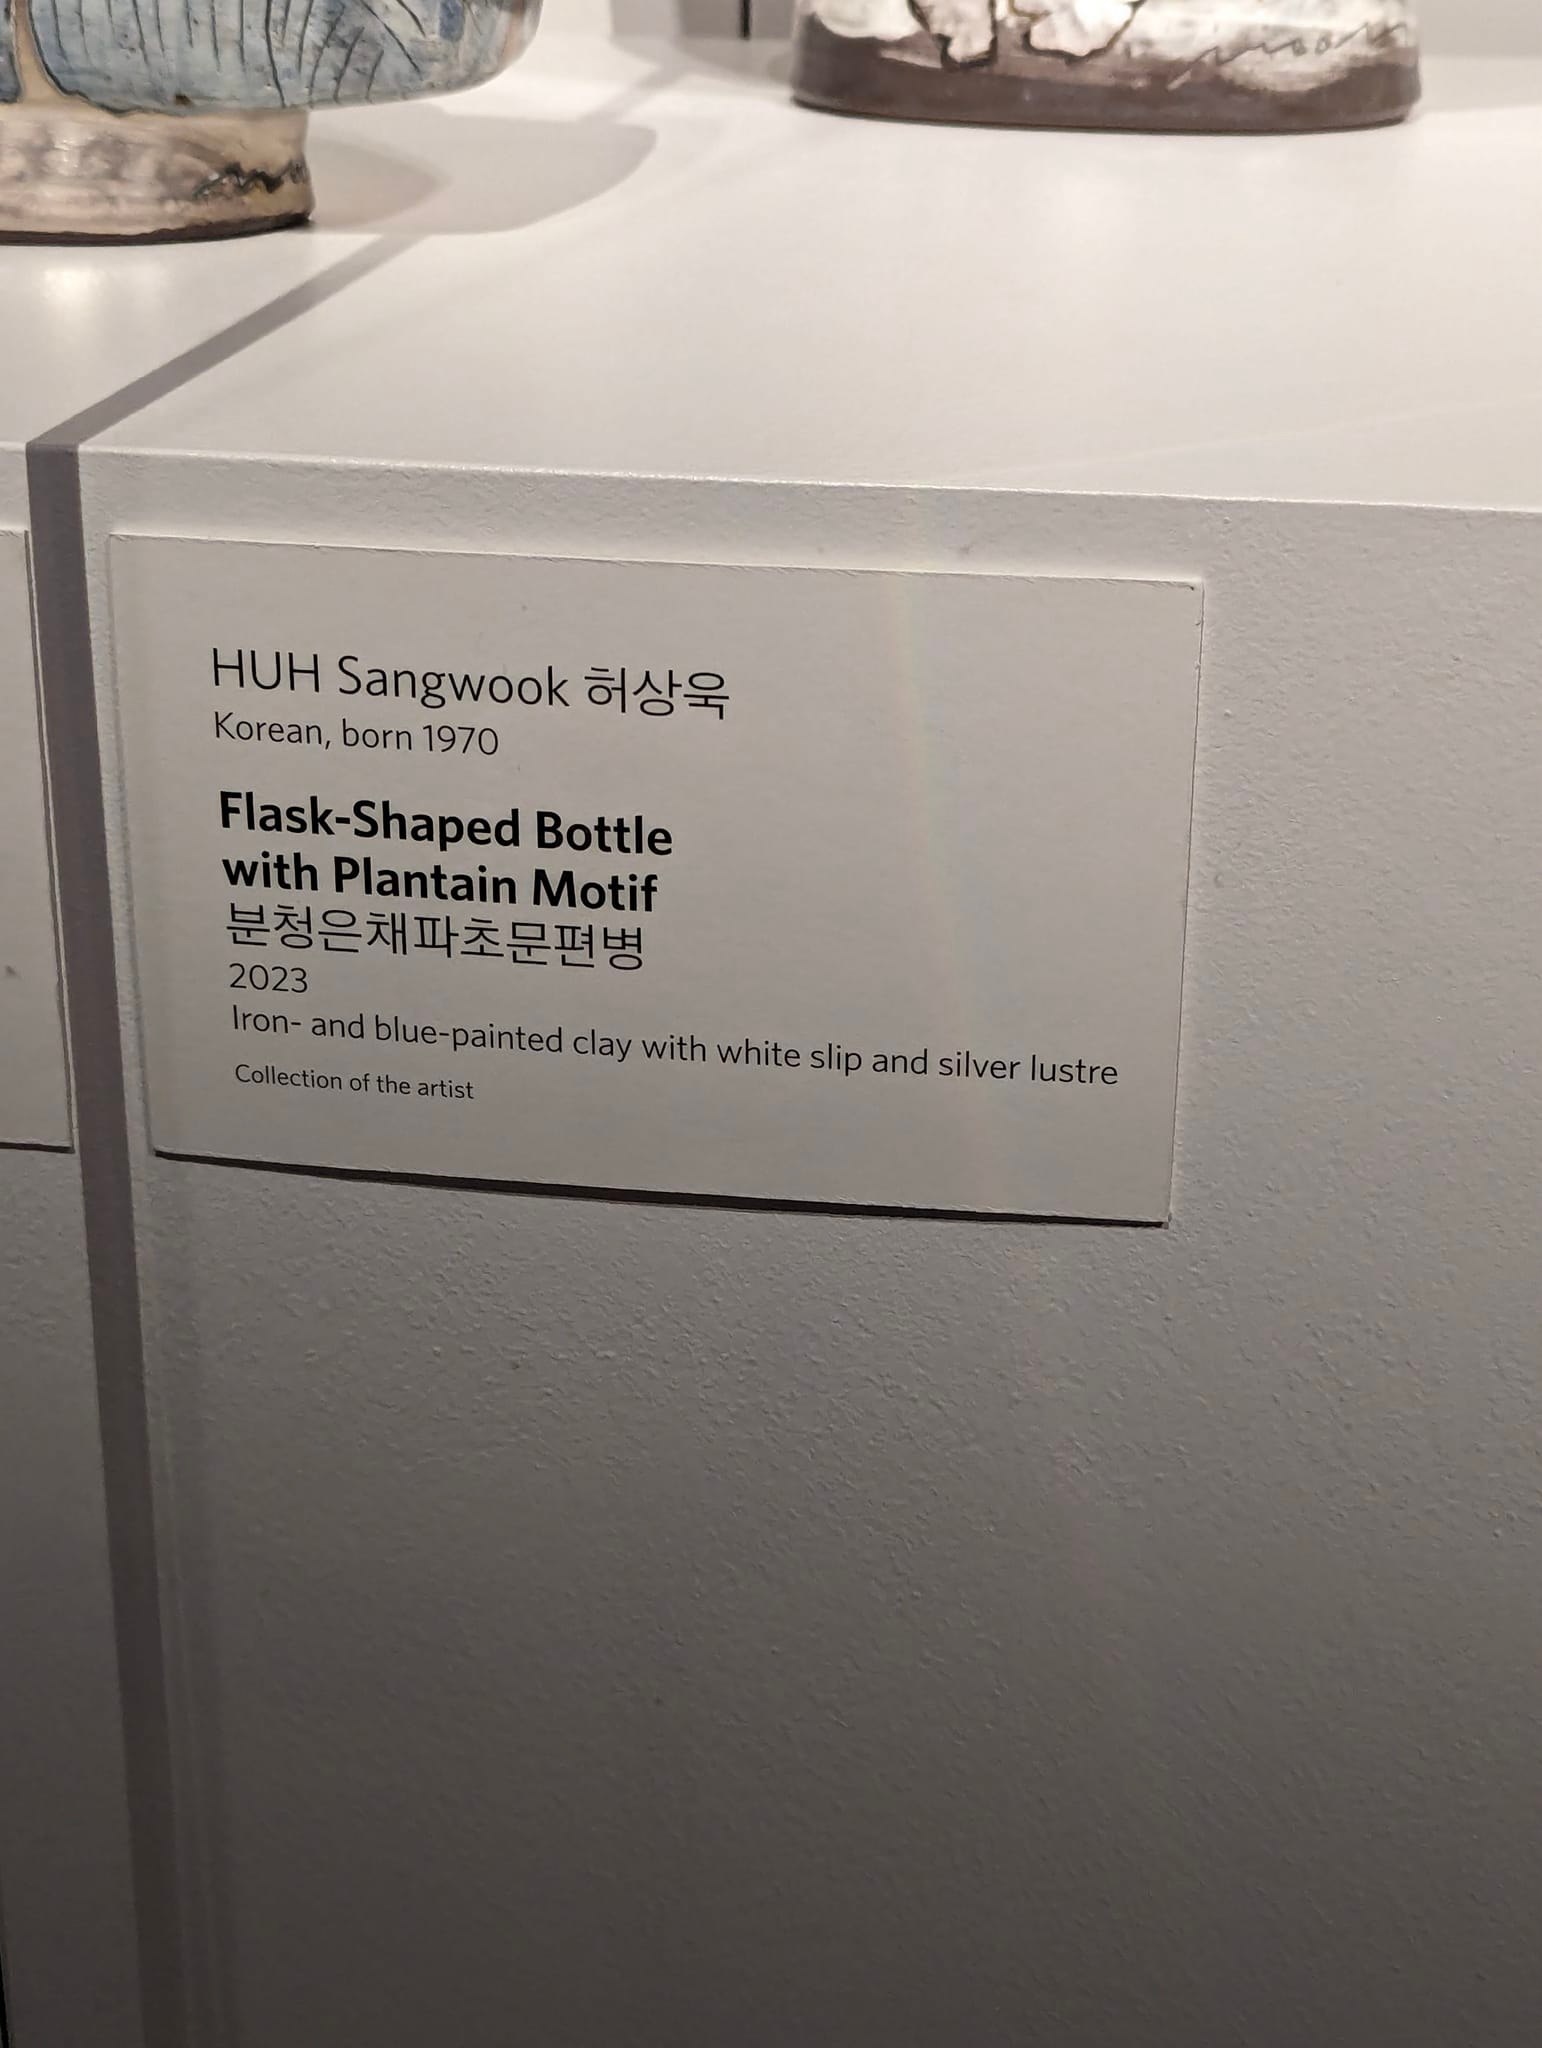 HUH Sangwook 허상욱
Korean, born 1970
Flask-Shaped Bottle
with Plantain Motif
분청은채파초문편병
2023
Iron- and blue-painted clay with white slip and silver lustre
Collection of the artist